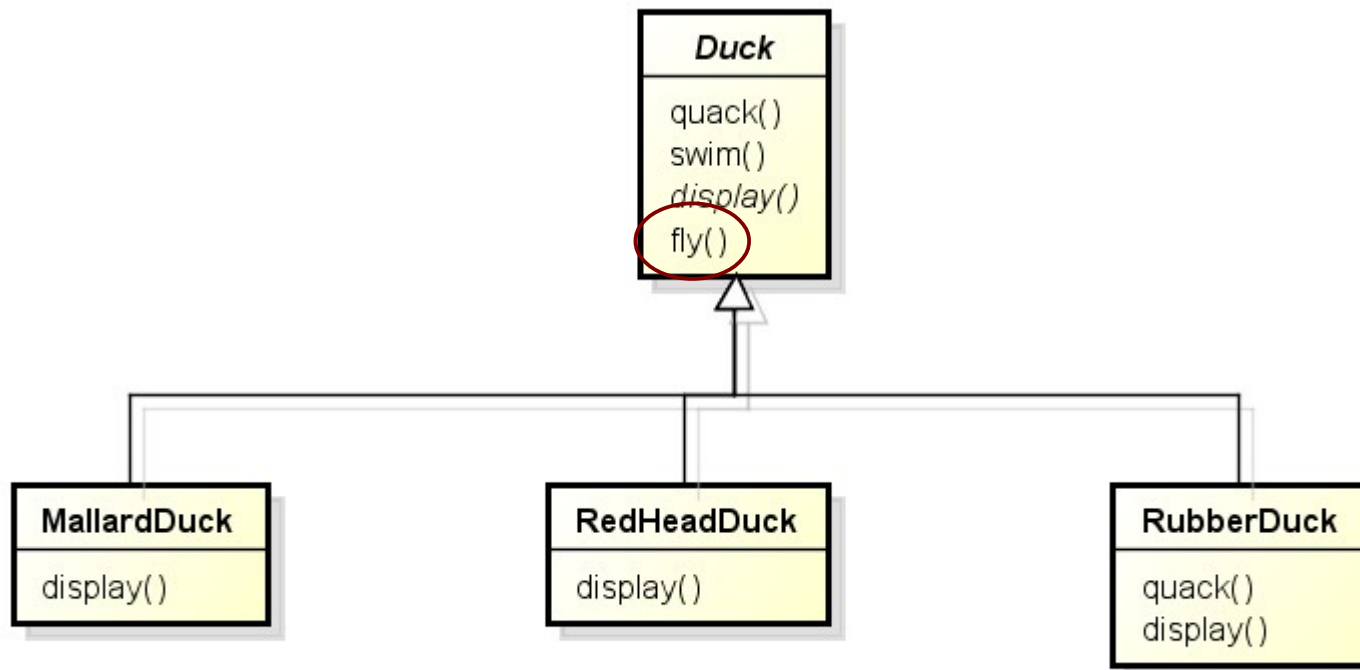 Duck
quack()
swim()
display()
fly()
MallardDuck
display()
RedHeadDuck
display()
RubberDuck
quack()
display()